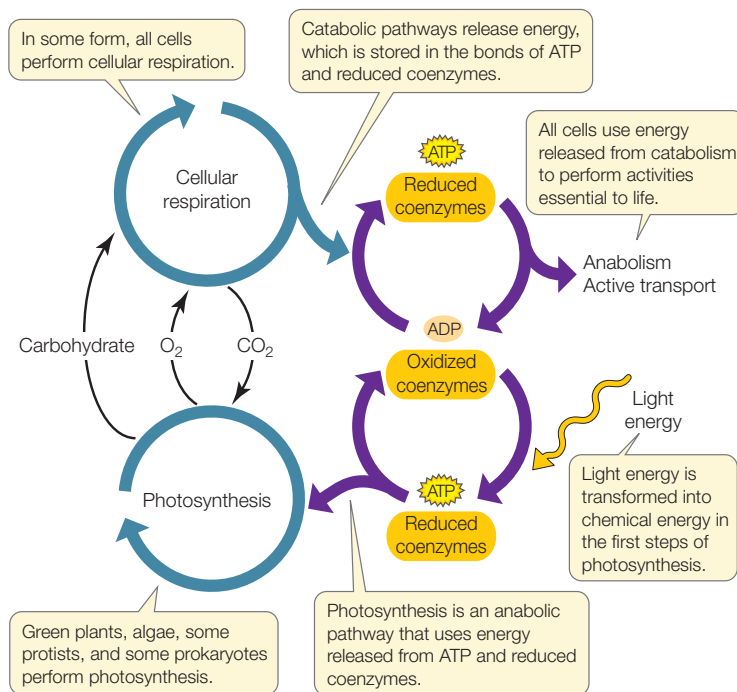 In some form, all cells
perform cellular respiration.
Catabolic pathways release energy,
which is stored in the bonds of ATP
and reduced coenzymes.
All cells use energy
released from catabolism
to perform activities
essential to life.
Cellular
respiration
ATP
Reduced
coenzymes
Anabolism
Active transport
Carbohydrate
O₂
CO₂
ADP
Oxidized
coenzymes
Light
energy
Photosynthesis
ATP
Reduced
coenzymes
Light energy is
transformed into
chemical energy in
the first steps of
photosynthesis.
Green plants, algae, some
protists, and some prokaryotes
perform photosynthesis.
Photosynthesis is an anabolic
pathway that uses energy
released from ATP and reduced
coenzymes.